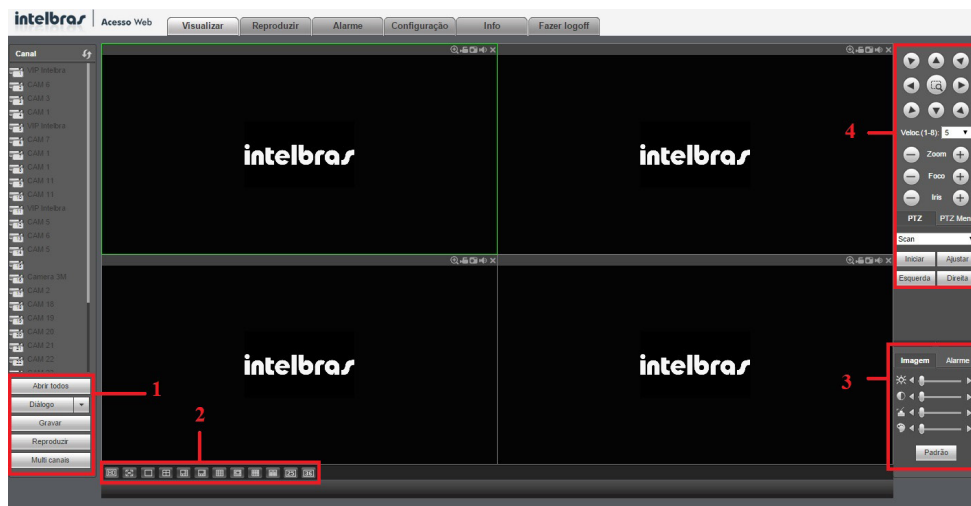 intelbras Acesso Web Visualizar Reproduzir Alarme Configuração Info Fazer logoff
Canal
VIP Intelbra
CAM 6
CAM 3
CAM 1
VIP Intelbra
CAM 7
CAM 1
CAM 1
CAM 11
CAM 11
VIP Intelbra
CAM 5
CAM 6
CAM 5
Camera 3M
CAM 2
CAM 18
CAM 19
CAM 20
CAM 21
CAM 22
Abrir todos
Diálogo
Gravar
Reproduzir
Multi canais
1
2
intelbras
intelbras
intelbras
intelbras
25 36
4
Veloc.(1-8): 5
Zoom
Foco
Iris
PTZ PTZ Men
Scan
Iniciar Ajustar
Esquerda Direita
3
Imagem Alarme
Padrão